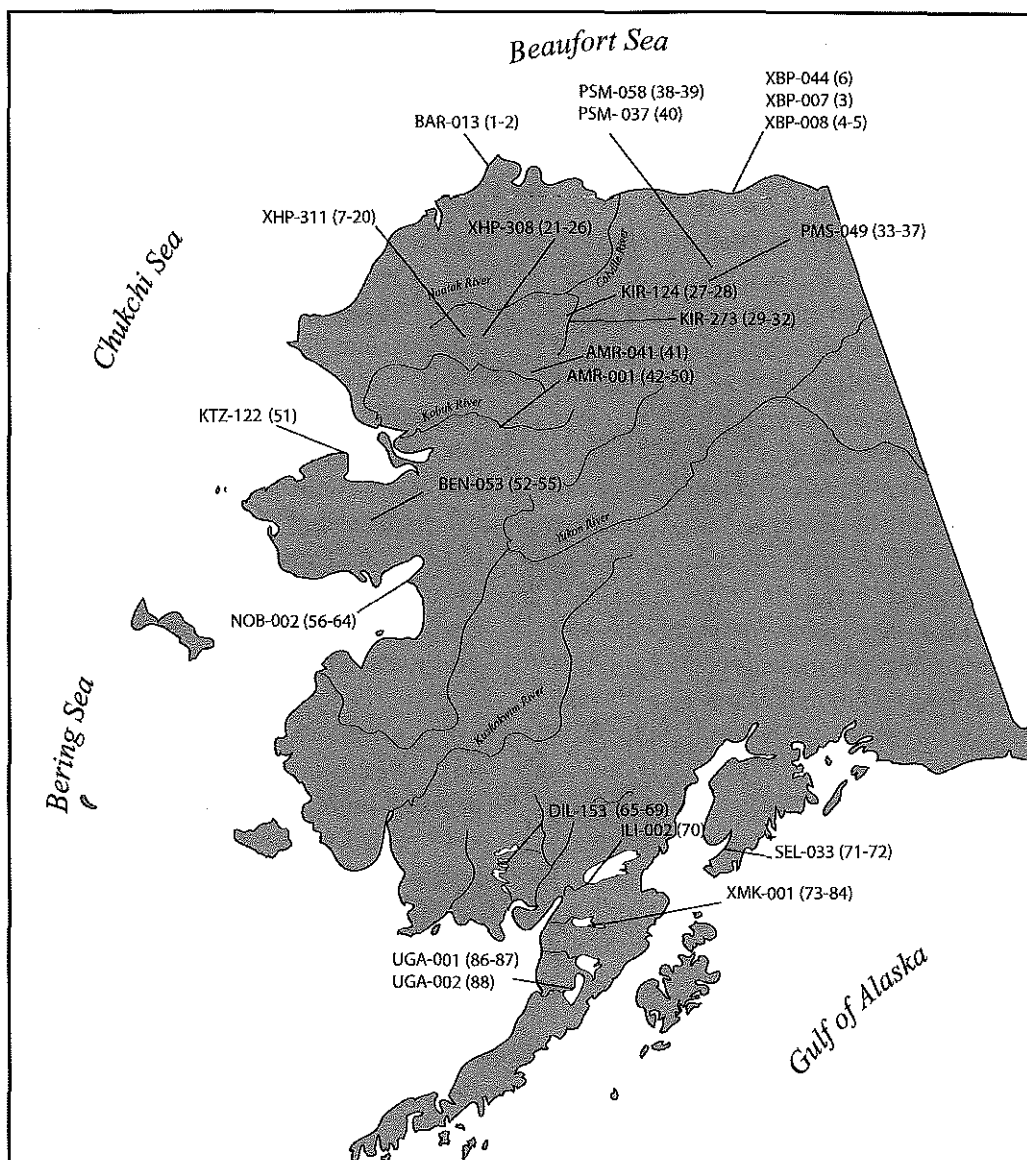 Beaufort Sea
XBP-044 (6)
XBP-007 (3)
XBP-008 (4-5)
PSM-058 (38-39)
PSM- 037 (40)
BAR-013 (1-2)
XHP-311 (7-20)
XHP-308 (21-26)
PMS-049 (33-37)
Chukchi Sea
Noatak River
Colville River
KIR-124 (27-28)
KIR-273 (29-32)
AMR-041 (41)
AMR-001 (42-50)
Kobuk River
KTZ-122 (51)
BEN-053 (52-55)
Yukon River
NOB-002 (56-64)
Kuskokwim River
Bering Sea
DIL-153 (65-69)
ILI-002 (70)
SEL-033 (71-72)
XMK-001 (73-84)
UGA-001 (86-87)
UGA-002 (88)
Gulf of Alaska